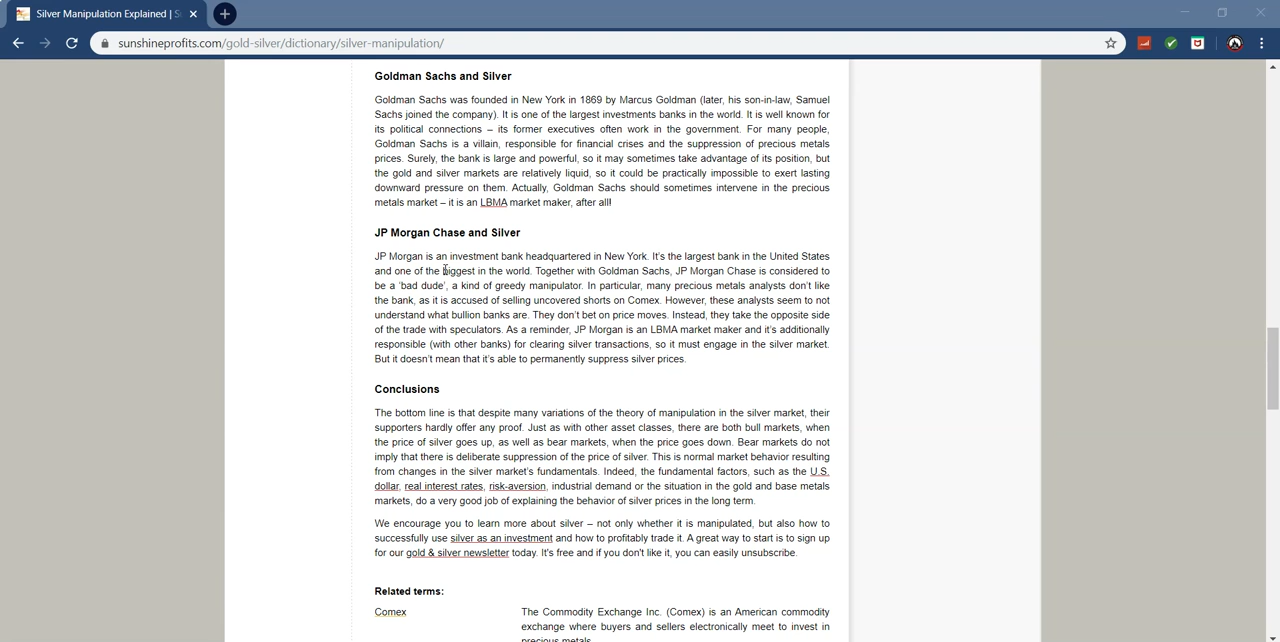 Silver Manipulation Explained | S
sunshineprofits.com/gold-silver/dictionary/silver-manipulation/
Goldman Sachs and Silver
Goldman Sachs was founded in New York in 1869 by Marcus Goldman (later, his son-in-law, Samuel
Sachs joined the company). It is one of the largest investments banks in the world. It is well known for
its political connections – its former executives often work in the government. For many people,
Goldman Sachs is a villain, responsible for financial crises and the suppression of precious metals
prices. Surely, the bank is large and powerful, so it may sometimes take advantage of its position, but
the gold and silver markets are relatively liquid, so it could be practically impossible to exert lasting
downward pressure on them. Actually, Goldman Sachs should sometimes intervene in the precious
metals market – it is an LBMA market maker, after all!
JP Morgan Chase and Silver
JP Morgan is an investment bank headquartered in New York. It's the largest bank in the United States
and one of the biggest in the world. Together with Goldman Sachs, JP Morgan Chase is considered to
be a 'bad dude', a kind of greedy manipulator. In particular, many precious metals analysts don't like
the bank, as it is accused of selling uncovered shorts on Comex. However, these analysts seem to not
understand what bullion banks are. They don't bet on price moves. Instead, they take the opposite side
of the trade with speculators. As a reminder, JP Morgan is an LBMA market maker and it's additionally
responsible (with other banks) for clearing silver transactions, so it must engage in the silver market.
But it doesn't mean that it's able to permanently suppress silver prices.
Conclusions
The bottom line is that despite many variations of the theory of manipulation in the silver market, their
supporters hardly offer any proof. Just as with other asset classes, there are both bull markets, when
the price of silver goes up, as well as bear markets, when the price goes down. Bear markets do not
imply that there is deliberate suppression of the price of silver. This is normal market behavior resulting
from changes in the silver market's fundamentals. Indeed, the fundamental factors, such as the U.S.
dollar, real interest rates, risk-aversion, industrial demand or the situation in the gold and base metals
markets, do a very good job of explaining the behavior of silver prices in the long term.
We encourage you to learn more about silver – not only whether it is manipulated, but also how to
successfully use silver as an investment and how to profitably trade it. A great way to start is to sign up
for our gold & silver newsletter today. It's free and if you don't like it, you can easily unsubscribe.
Related terms:
Comex The Commodity Exchange Inc. (Comex) is an American commodity
exchange where buyers and sellers electronically meet to invest in
precious metals.